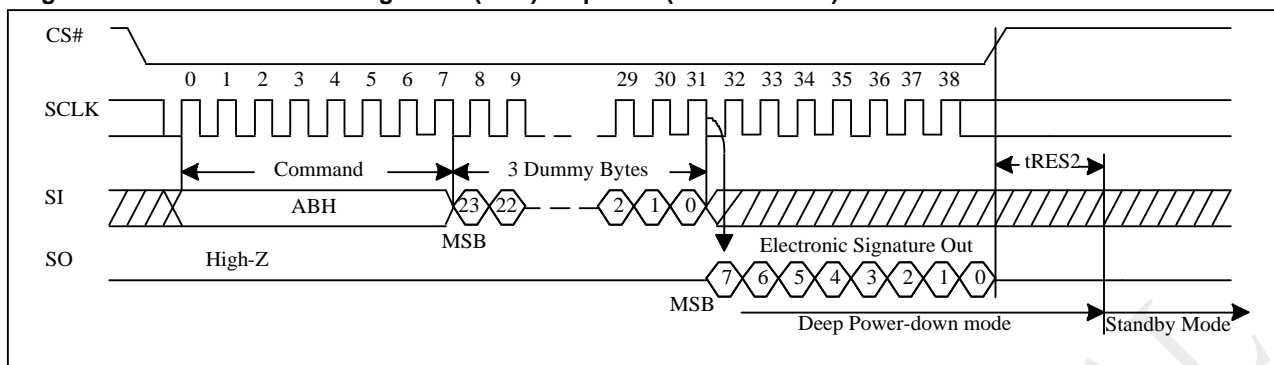 CS#
0 1 2 3 4 5 6 7 8 9 29 30 31 32 33 34 35 36 37 38
SCLK
Command 3 Dummy Bytes tRES2
SI ABH 23 22 2 1 0
MSB
SO High-Z Electronic Signature Out
7 6 5 4 3 2 1 0
MSB
Deep Power-down mode Standby Mode